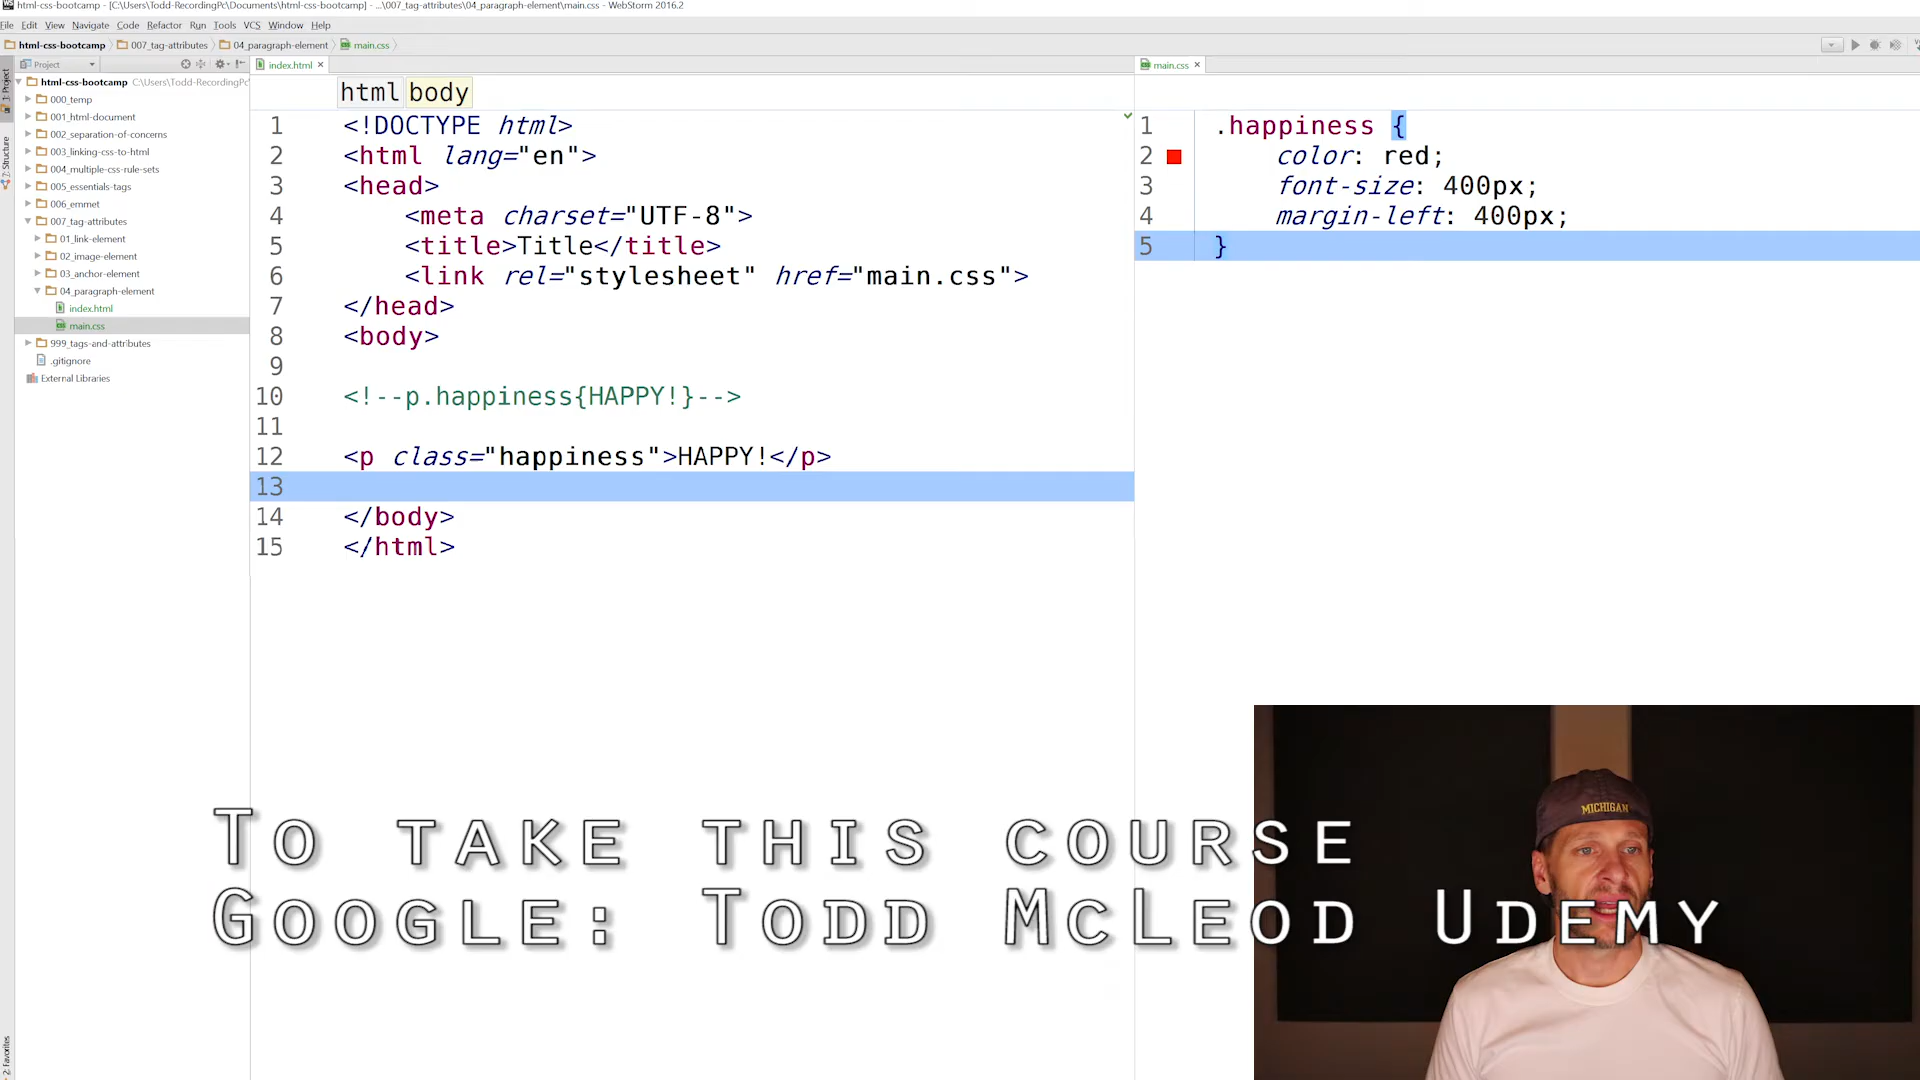 html-css-bootcamp - [C:\Users\Todd-RecordingPc\Documents\html-css-bootcamp] - ...\007_tag-attributes\04_paragraph-element\main.css - WebStorm 2016.2
File Edit View Navigate Code Refactor Run Tools VCS Window Help
html-css-bootcamp 007_tag-attributes 04_paragraph-element main.css
Project
index.html
main.css
1: Project
html-css-bootcamp C:\Users\Todd-RecordingPc
000_temp
001_html-document
002_separation-of-concerns
003_linking-css-to-html
004_multiple-css-rule-sets
005_essentials-tags
006_emmet
007_tag-attributes
01_link-element
02_image-element
03_anchor-element
04_paragraph-element
index.html
main.css
999_tags-and-attributes
.gitignore
External Libraries
Structure
2: Favorites
html body
1 <!DOCTYPE html>
2 <html lang="en">
3 <head>
4 <meta charset="UTF-8">
5 <title>Title</title>
6 <link rel="stylesheet" href="main.css">
7 </head>
8 <body>
9
10 <!--p.happiness{HAPPY!}-->
11
12 <p class="happiness">HAPPY!</p>
13
14 </body>
15 </html>
1 .happiness {
2 color: red;
3 font-size: 400px;
4 margin-left: 400px;
5 }
MICHIGAN
To take this course
Google: Todd McLeod Udemy